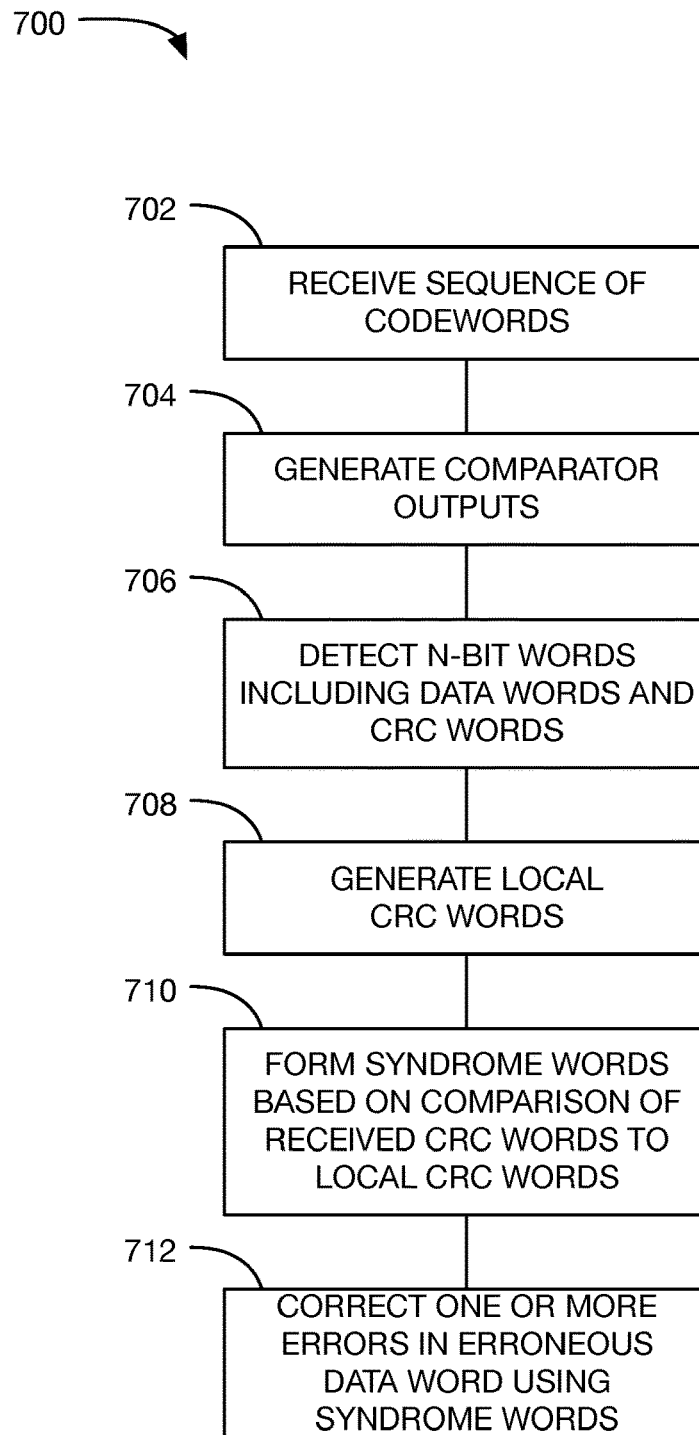 700
702
RECEIVE SEQUENCE OF
CODEWORDS
704
GENERATE COMPARATOR
OUTPUTS
706
DETECT N-BIT WORDS
INCLUDING DATA WORDS AND
CRC WORDS
708
GENERATE LOCAL
CRC WORDS
710
FORM SYNDROME WORDS
BASED ON COMPARISON OF
RECEIVED CRC WORDS TO
LOCAL CRC WORDS
712
CORRECT ONE OR MORE
ERRORS IN ERRONEOUS
DATA WORD USING
SYNDROME WORDS